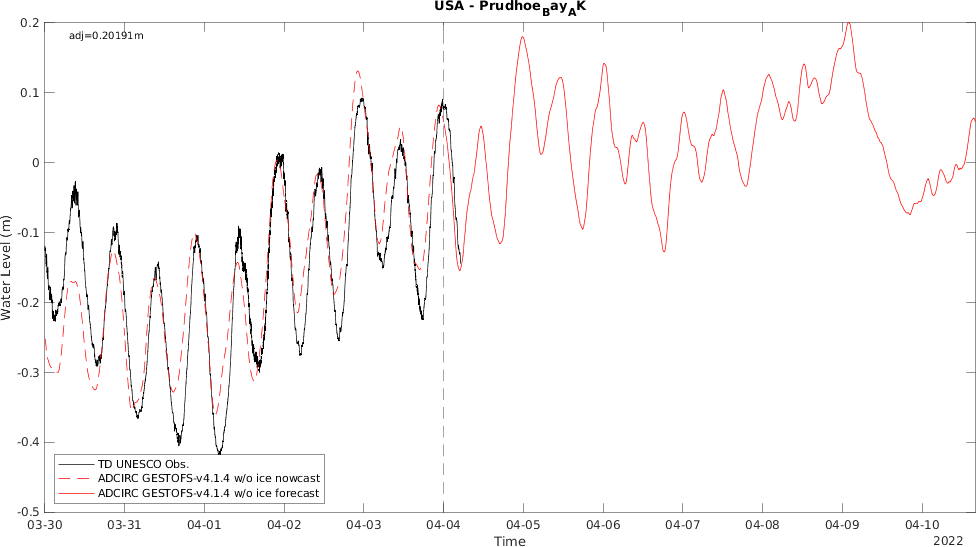 USA - PrudhoeBayAK
0.2
adj=0.20191m
0.1
0
-0.1
-0.2
-0.3
-0.4
-0.5
Water Level (m)
TD UNESCO Obs.
ADCIRC GESTOFS-v4.1.4 w/o ice nowcast
ADCIRC GESTOFS-v4.1.4 w/o ice forecast
03-30 03-31 04-01 04-02 04-03 04-04 04-05 04-06 04-07 04-08 04-09 04-10
Time
2022